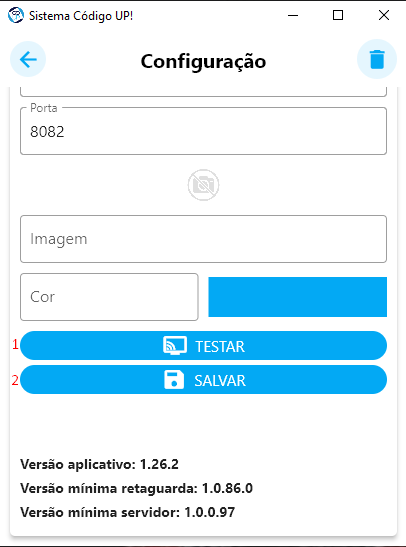 Sistema Código UP!
Configuração
Porta
8082
Imagem
Cor
1 TESTAR
2 SALVAR
Versão aplicativo: 1.26.2
Versão mínima retaguarda: 1.0.86.0
Versão mínima servidor: 1.0.0.97